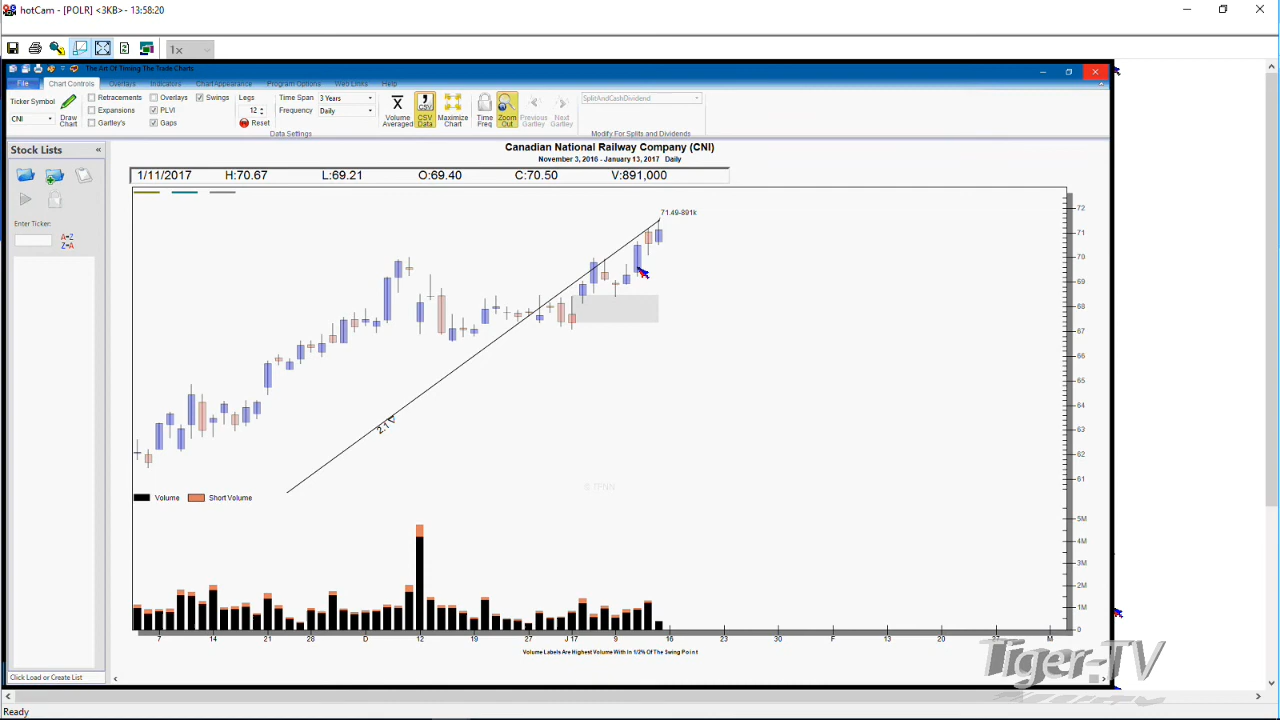 hotCam - [POLR] <3KB>- 13:58:20
1x
The Art Of Timing The Trade Charts
File Chart Controls Overlays Indicators Chart Appearance Program Options Web Links Help
Ticker Symbol
CNI
Draw Chart
Retracements
Expansions
Gartley's
Overlays
PLVI
Gaps
Swings
Legs
12
Reset
Time Span 3 Years
Frequency Daily
Data Settings
Volume Averaged
CSV Data
Maximize Chart
Time Freq
Zoom Out
Previous Gartley
Next Gartley
SplitAndCashDividend
Modify For Splits and Dividends
Stock Lists «
Enter Ticker:
A=Z
Z=A
Click Load or Create List
Canadian National Railway Company (CNI)
November 3, 2016 - January 13, 2017 Daily
1/11/2017 H:70.67 L:69.21 O:69.40 C:70.50 V:891,000
71.49-891k
2.1
72
71
70
69
68
67
66
65
64
63
62
61
© TFNN
Volume Short Volume
5M
4M
3M
2M
1M
0
7 14 21 28 D 12 19 27 J 17 9 16 23 30 F 13 20 27 M
Volume Labels Are Highest Volume With In 1/2% Of The Swing Point
Tiger-TV
Ready